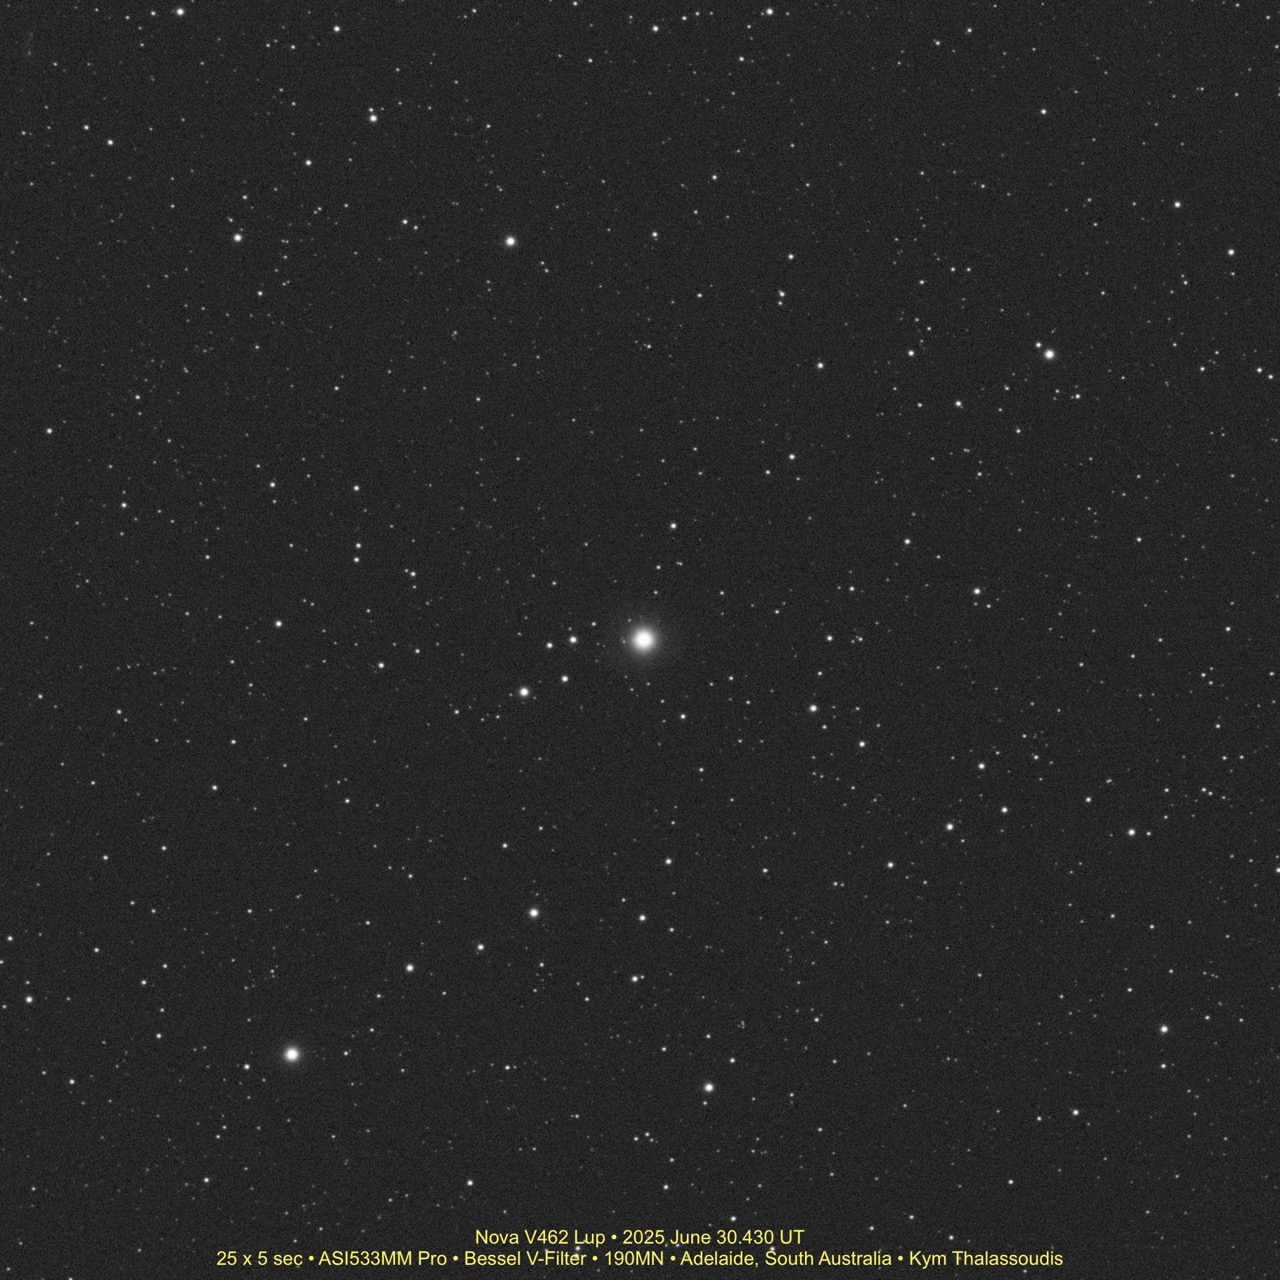 Nova V462 Lup • 2025 June 30.430 UT
25 x 5 sec • ASI533MM Pro • Bessel V-Filter • 190MN • Adelaide, South Australia • Kym Thalassoudis